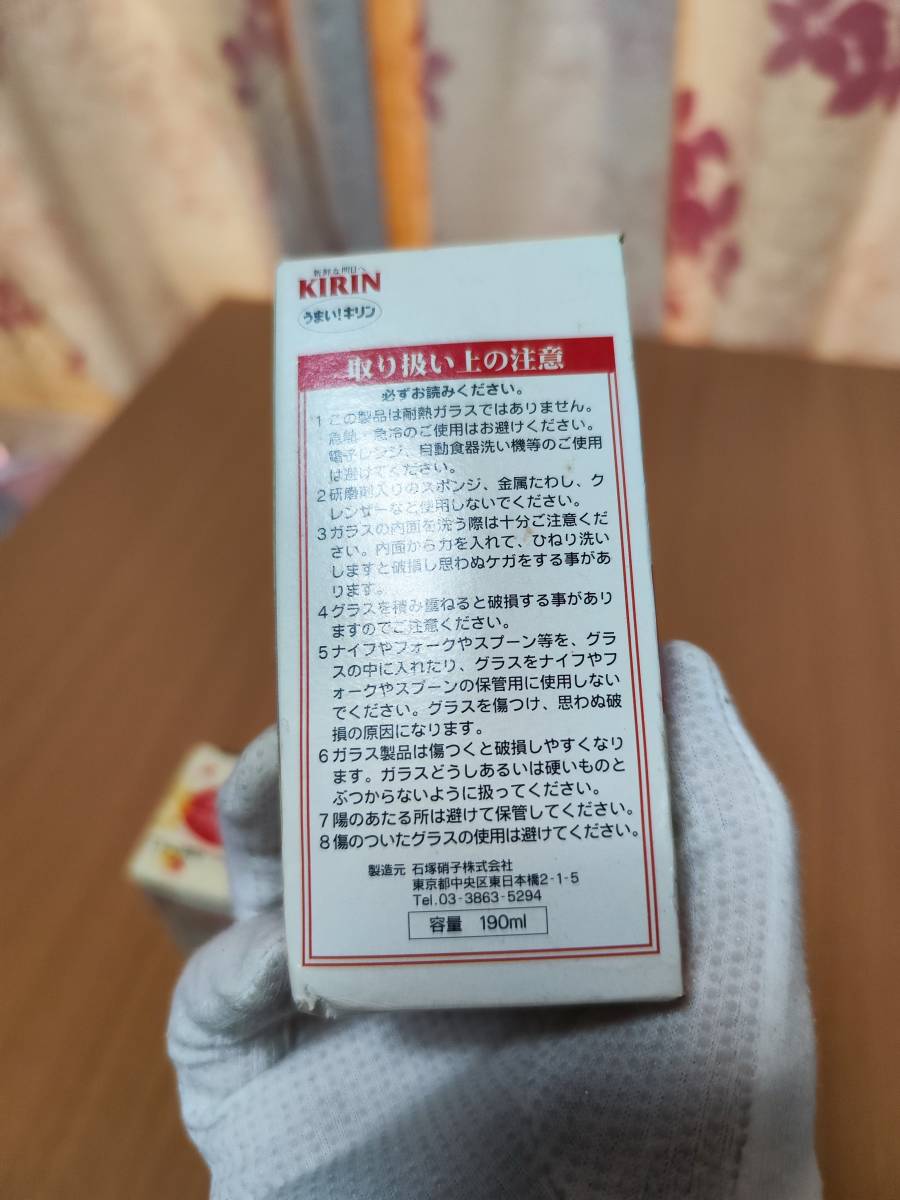 新鮮な明日へ
KIRIN
うまい!キリン
取り扱い上の注意
必ずお読みください。
1 この製品は耐熱ガラスではありません。
急熱・急冷のご使用はお避けください。
電子レンジ、自動食器洗い機等のご使用
は避けてください。
2 研磨剤入りのスポンジ、金属たわし、ク
レンザーなど使用しないでください。
3 ガラスの内面を洗う際は十分ご注意くだ
さい。内面から力を入れて、ひねり洗い
しますと破損し思わぬケガをする事があ
ります。
4 グラスを積み重ねると破損する事があり
ますのでご注意ください。
5 ナイフやフォークやスプーン等を、グラ
スの中に入れたり、グラスをナイフやフ
ォークやスプーンの保管用に使用しない
でください。グラスを傷つけ、思わぬ破
損の原因になります。
6 ガラス製品は傷つくと破損しやすくなり
ます。ガラスどうしあるいは硬いものと
ぶつからないように扱ってください。
7 陽のあたる所は避けて保管してください。
8 傷のついたグラスの使用は避けてください。
製造元 石塚硝子株式会社
東京都中央区東日本橋2-1-5
Tel.03-3863-5294
容量 190ml